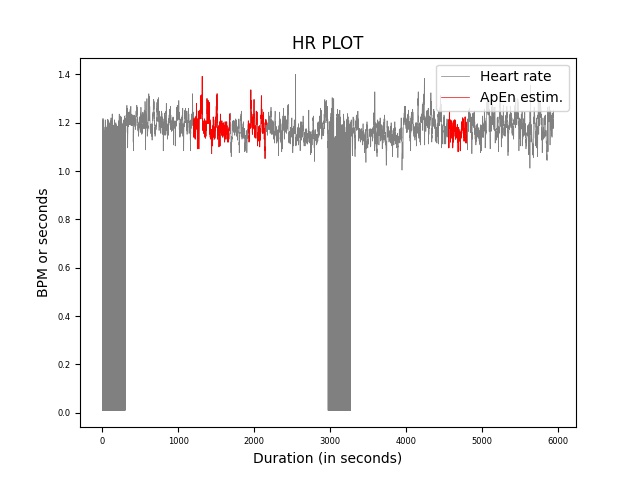 HR PLOT
Heart rate
ApEn estim.
BPM or seconds
1.4
1.2
1.0
0.8
0.6
0.4
0.2
0.0
0 1000 2000 3000 4000 5000 6000
Duration (in seconds)